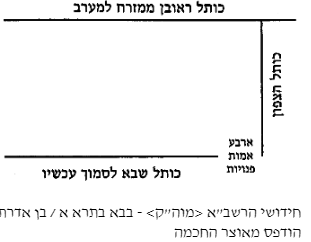 כותל ראובן ממזרח למערב
כותל הצפון
ארבע
אמות
פנויות
כותל שבא לסמוך עכשיו
חידושי הרשב''א <מוה''ק> - בבא בתרא א / בן אדרת
הודפס מאוצר החכמה